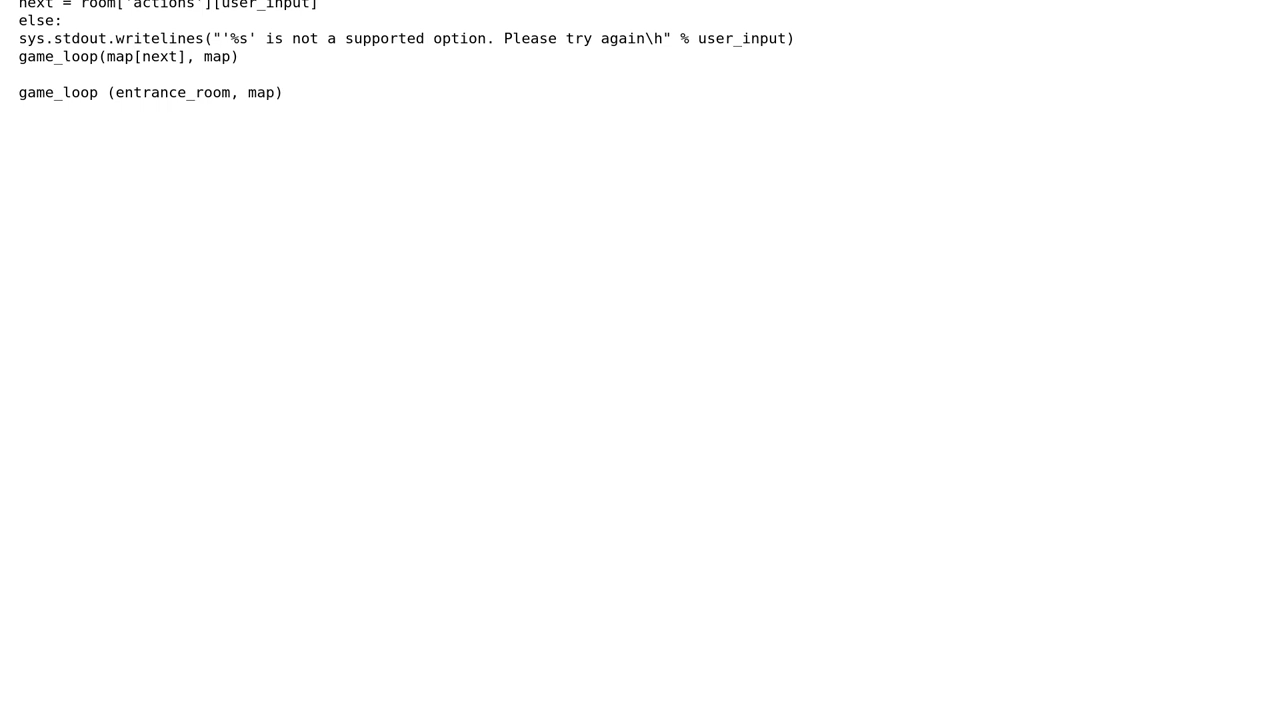 next = room['actions'][user_input]
else:
sys.stdout.writelines("'%s' is not a supported option. Please try again\h" % user_input)
game_loop(map[next], map)

game_loop (entrance_room, map)